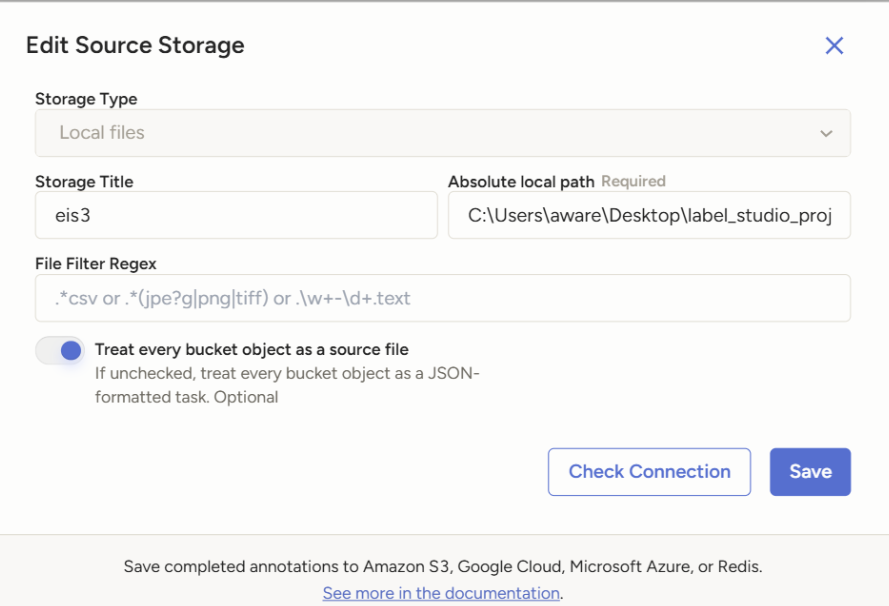 Edit Source Storage
Storage Type
Local files
Storage Title
Absolute local path Required
eis3
C:\Users\aware\Desktop\label_studio_proj
File Filter Regex
.*csv or .*(jpe?g|png|tiff) or .\w+-\d+.text
Treat every bucket object as a source file
If unchecked, treat every bucket object as a JSON-
formatted task. Optional
Check Connection
Save
Save completed annotations to Amazon S3, Google Cloud, Microsoft Azure, or Redis.
See more in the documentation.